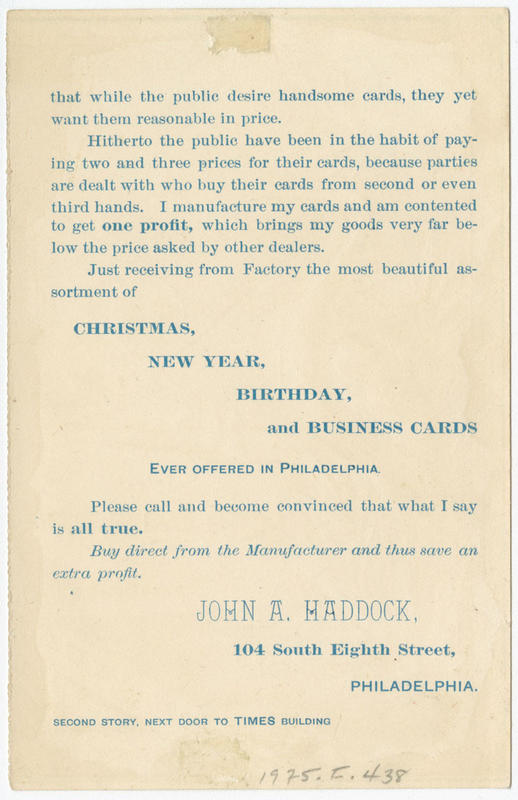 that while the public desire handsome cards, they yet
want them reasonable in price.
Hitherto the public have been in the habit of pay-
ing two and three prices for their cards, because parties
are dealt with who buy their cards from second or even
third hands. I manufacture my cards and am contented
to get one profit, which brings my goods very far be-
low the price asked by other dealers.
Just receiving from Factory the most beautiful as-
sortment of
CHRISTMAS,
NEW YEAR,
BIRTHDAY,
and BUSINESS CARDS
EVER OFFERED IN PHILADELPHIA.
Please call and become convinced that what I say
is all true.
Buy direct from the Manufacturer and thus save an
extra profit.
JOHN A. HADDOCK,
104 South Eighth Street,
PHILADELPHIA.
SECOND STORY, NEXT DOOR TO TIMES BUILDING
1975.I.438